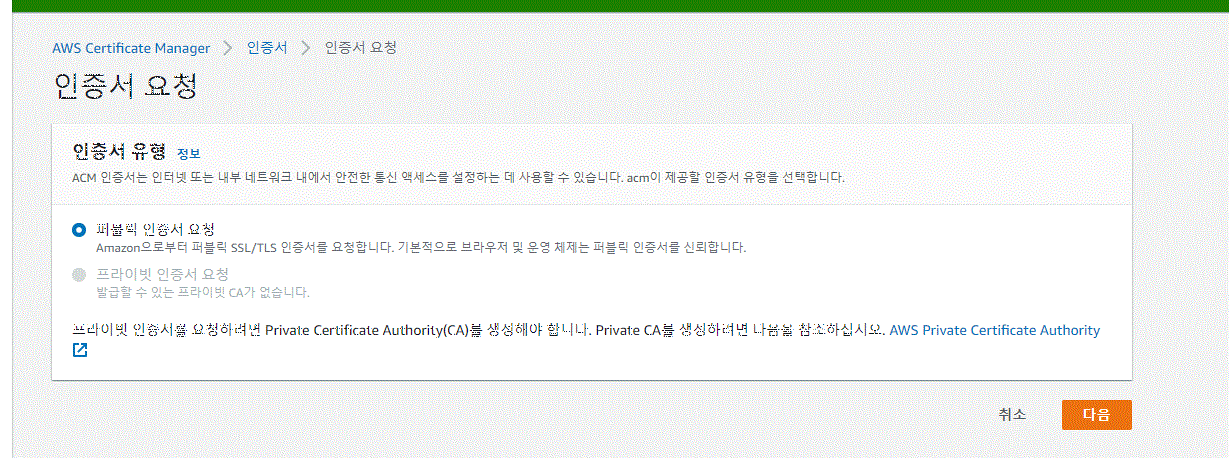 AWS Certificate Manager > 인증서 > 인증서 요청
인증서 요청
인증서 유형 정보
ACM 인증서는 인터넷 또는 내부 네트워크 내에서 안전한 통신 액세스를 설정하는 데 사용할 수 있습니다. acm이 제공할 인증서 유형을 선택합니다.
퍼블릭 인증서 요청
Amazon으로부터 퍼블릭 SSL/TLS 인증서를 요청합니다. 기본적으로 브라우저 및 운영 체제는 퍼블릭 인증서를 신뢰합니다.
프라이빗 인증서 요청
발급할 수 있는 프라이빗 CA가 없습니다.
프라이빗 인증서를 요청하려면 Private Certificate Authority(CA)를 생성해야 합니다. Private CA를 생성하려면 다음을 참조하십시오. AWS Private Certificate Authority
취소 다음